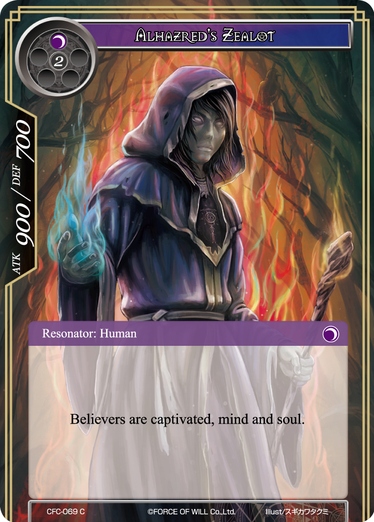 ALHAZRED'S ZEALOT
2
ATK 900 / DEF 700
Resonator: Human
Believers are captivated, mind and soul.
CFC-069 C ©FORCE OF WILL Co.,Ltd. Illust/スギカワタクミ